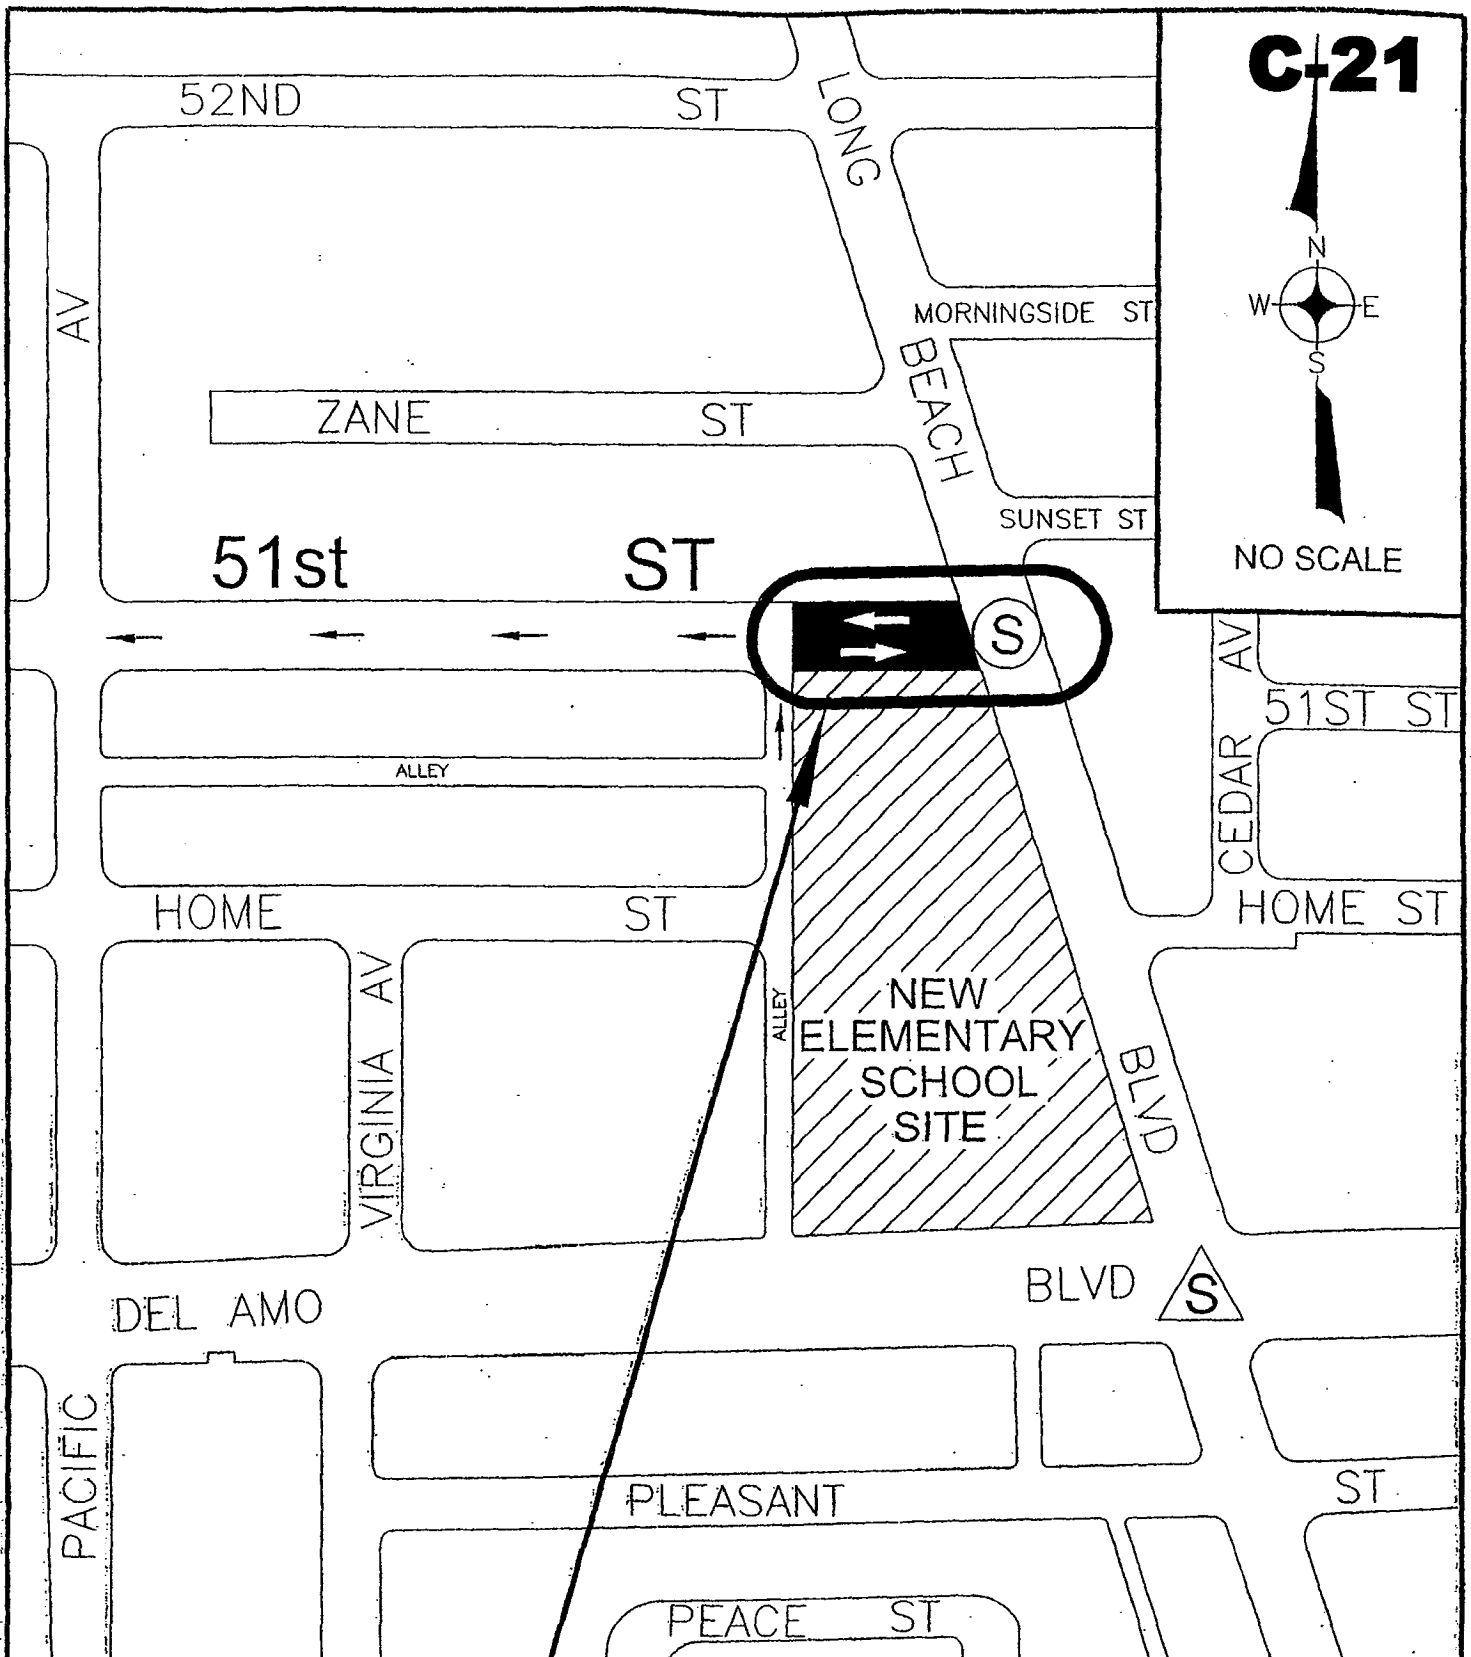 C-21
52ND ST
LONG
N
AV
W E
MORNINGSIDE ST
BEACH
S
ZANE ST
SUNSET ST
51st ST
NO SCALE
S
AV
51ST ST
ALLEY
CEDAR
HOME ST
HOME ST
VIRGINIA AV
ALLEY
NEW
ELEMENTARY
SCHOOL
SITE
BLVD
DEL AMO BLVD
S
PACIFIC
PLEASANT ST
PEACE ST